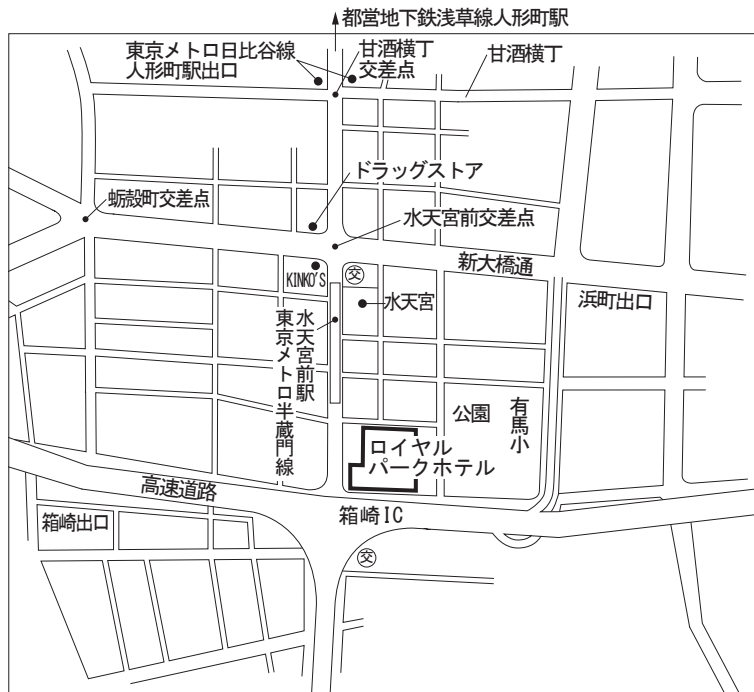 都営地下鉄浅草線人形町駅
東京メトロ日比谷線
人形町駅出口
甘酒横丁
交差点
甘酒横丁
ドラッグストア
蛎殻町交差点
水天宮前交差点
新大橋通
KINKO'S
交
水天宮
浜町出口
水天宮前駅
東京メトロ半蔵門線
公園
有馬小
ロイヤル
パークホテル
高速道路
箱崎IC
箱崎出口
交